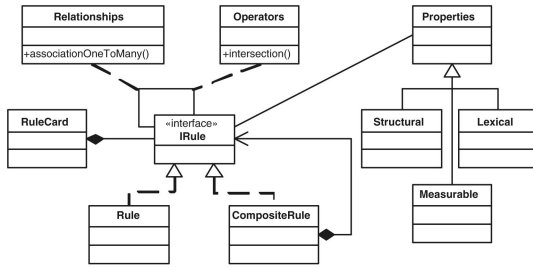 Relationships
+associationOneToMany()
Operators
+intersection()
Properties
RuleCard
«interface»
IRule
Structural
Lexical
Rule
CompositeRule
Measurable